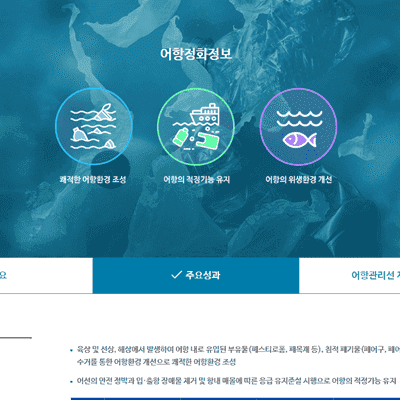 어항정화정보
쾌적한 어항환경 조성
어항의 적정기능 유지
어항의 위생환경 개선
요
주요성과
어항관리선
육상 및 선상, 해상에서 발생하여 어항 내로 유입된 부유물(폐스티로폼, 폐목재 등), 침적 폐기물(폐어구, 폐어
수거를 통한 어항환경 개선으로 쾌적한 어항환경 조성
어선의 안전 정박과 입·출항 장애물 제거 및 항내 매몰에 따른 응급 유지준설 시행으로 어항의 적정기능 유지